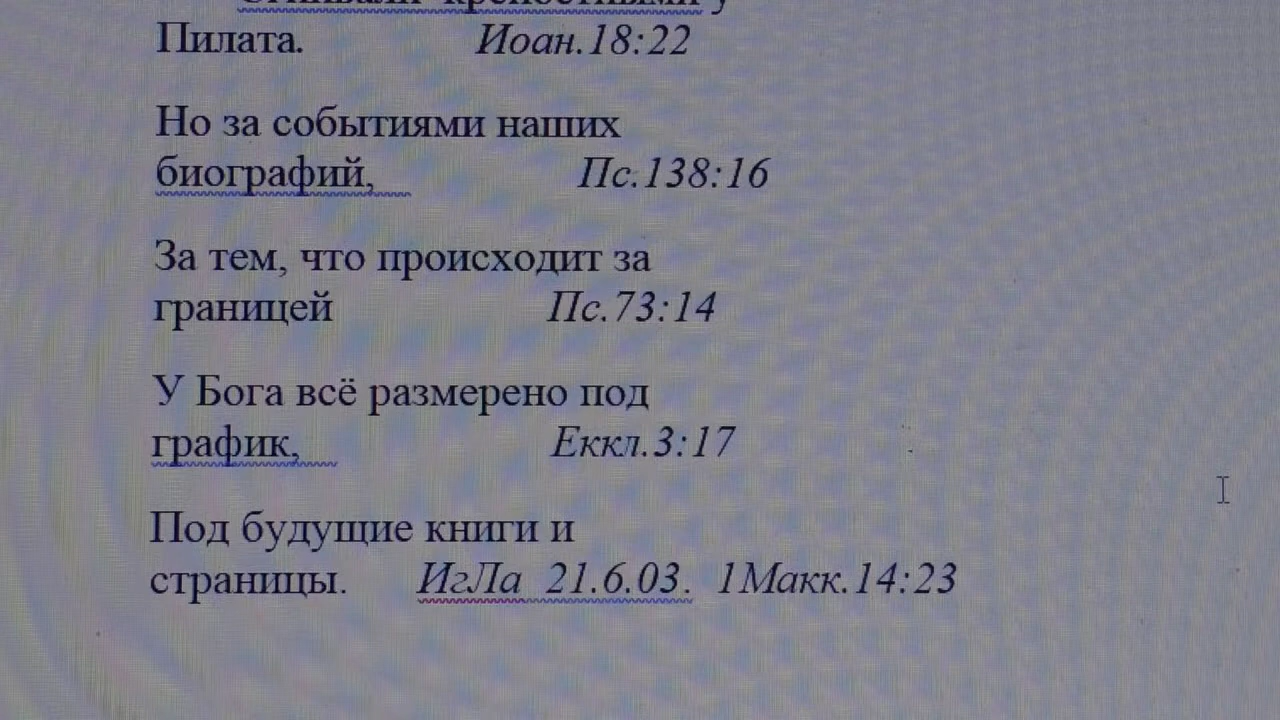 крепостными у
Пилата. Иоан.18:22
Но за событиями наших
биографий, Пс.138:16
За тем, что происходит за
границей Пс.73:14
У Бога всё размерено под
график, Еккл.3:17
Под будущие книги и
страницы. ИгЛа 21.6.03. 1Макк.14:23